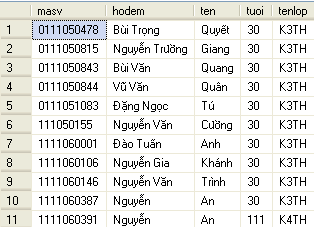 masv hodem ten tuoi tenlop
1 0111050478 Bùi Trọng Quyết 30 K3TH
2 0111050815 Nguyễn Trường Giang 30 K3TH
3 0111050843 Bùi Văn Quang 30 K3TH
4 0111050844 Vũ Văn Quân 30 K3TH
5 0111051083 Đặng Ngọc Tú 30 K3TH
6 111050155 Nguyễn Văn Cường 30 K3TH
7 1111060001 Đào Tuấn Anh 30 K3TH
8 1111060106 Nguyễn Gia Khánh 30 K3TH
9 1111060146 Nguyễn Văn Trình 30 K3TH
10 1111060387 Nguyễn An 30 K3TH
11 1111060391 Nguyễn An 111 K4TH